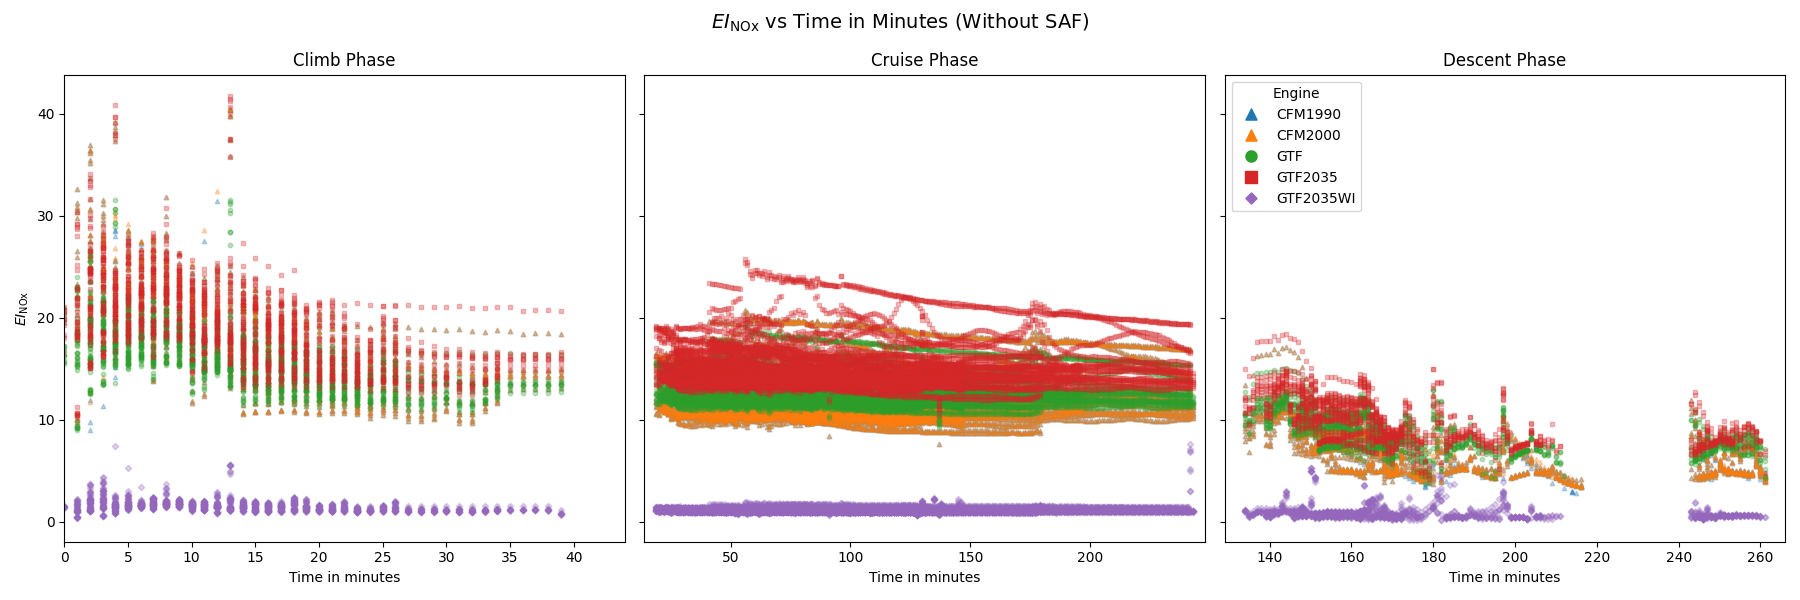 EI_NOx vs Time in Minutes (Without SAF)
Climb Phase
Cruise Phase
Descent Phase
EI_NOx
40
30
20
10
0
0 5 10 15 20 25 30 35 40
50 100 150 200
140 160 180 200 220 240 260
Time in minutes
Time in minutes
Time in minutes
Engine
CFM1990
CFM2000
GTF
GTF2035
GTF2035WI